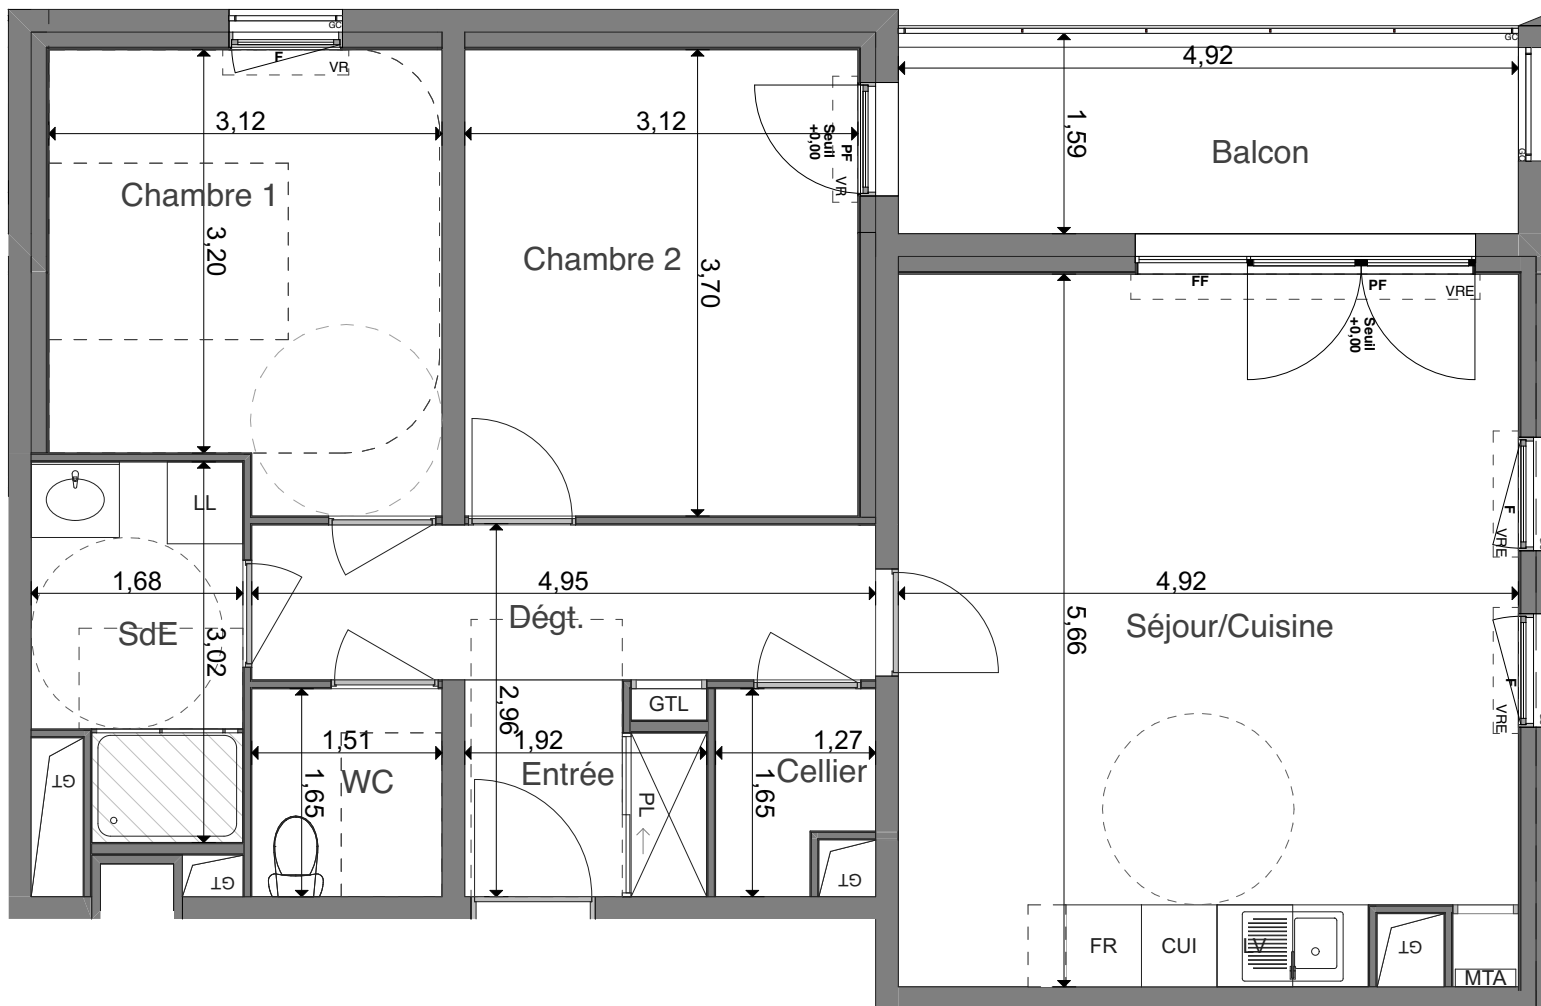 GC
F
VR
3,12
Chambre 1
3,20
3,12
Seuil
+0,00
PF
VR
Chambre 2
3,70
GC
4,92
1,59
Balcon
GC
FF
PF
VRE
Seuil
+0,00
F
VRE
F
VRE
4,92
5,66
Séjour/Cuisine
LL
1,68
SdE
3,02
4,95
Dégt.
2,96
GTL
1,51
WC
1,65
1,92
Entrée
PL
1,27
Cellier
1,65
GT
GT
GT
FR
CUI
LV
GT
MTA